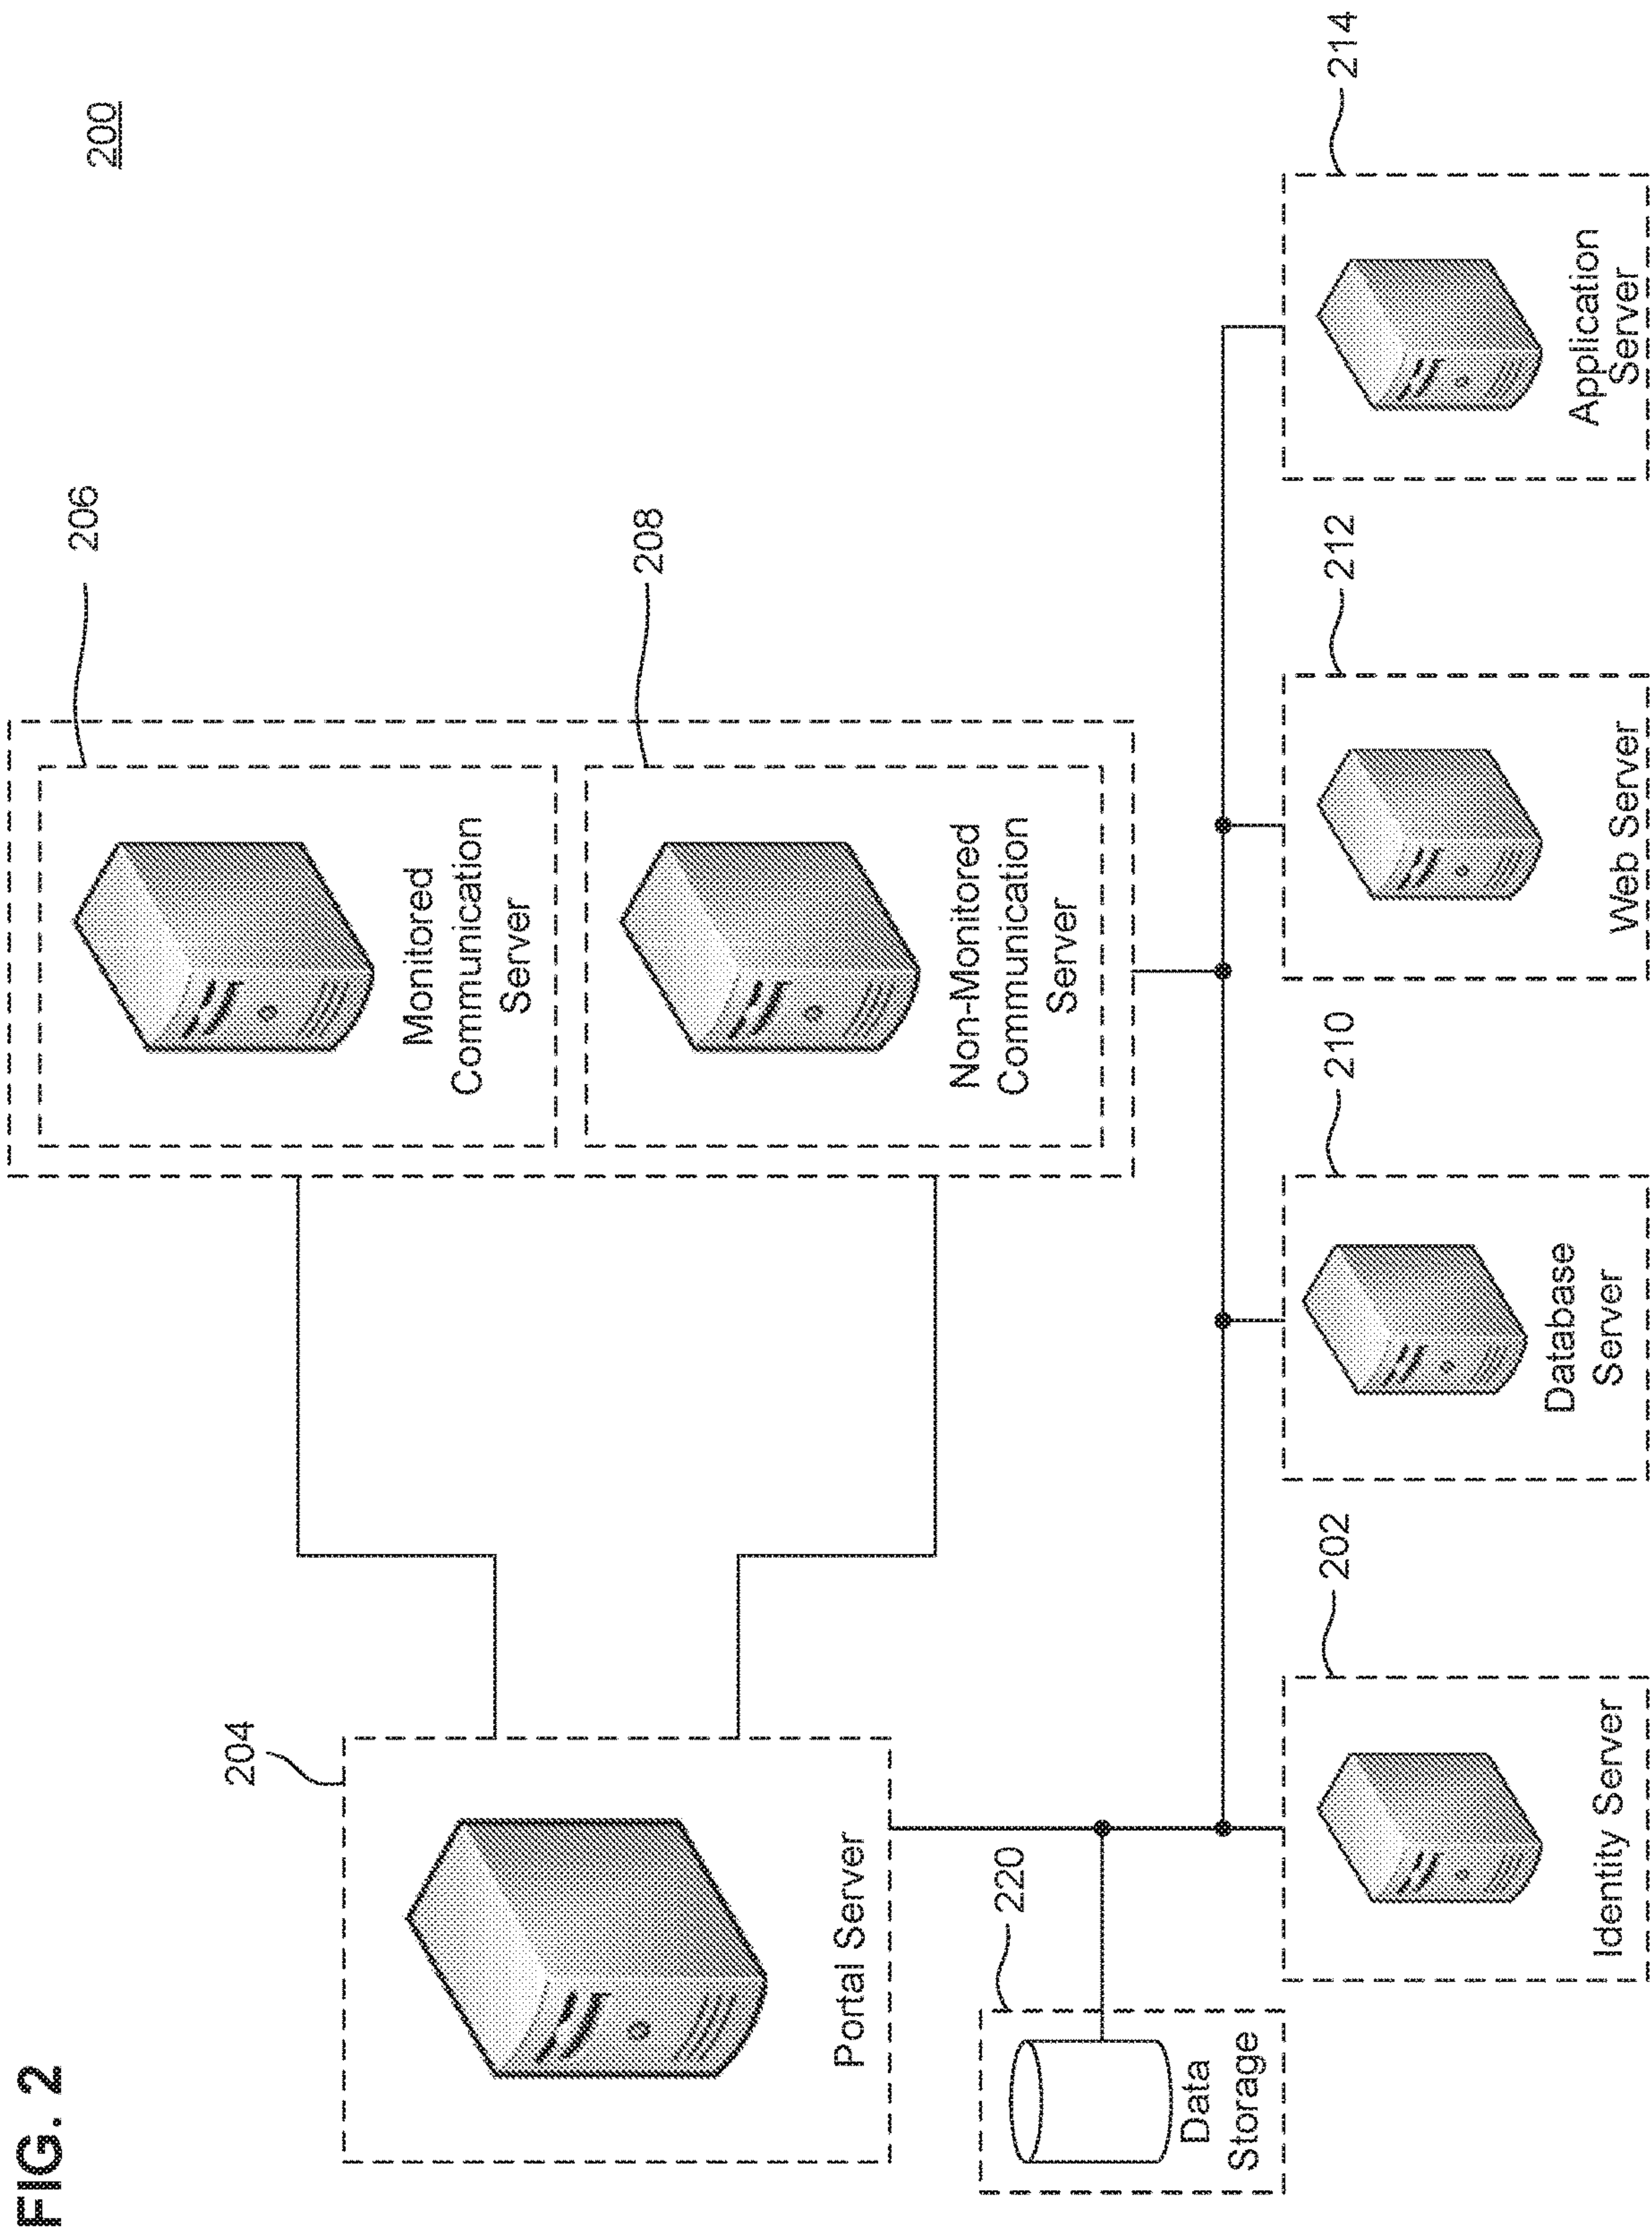 FIG. 2
200
206
Monitored
Communication
Server
208
Non-Monitored
Communication
Server
204
Portal Server
220
Data
Storage
202
Identity Server
210
Database
Server
212
Web Server
214
Application
Server